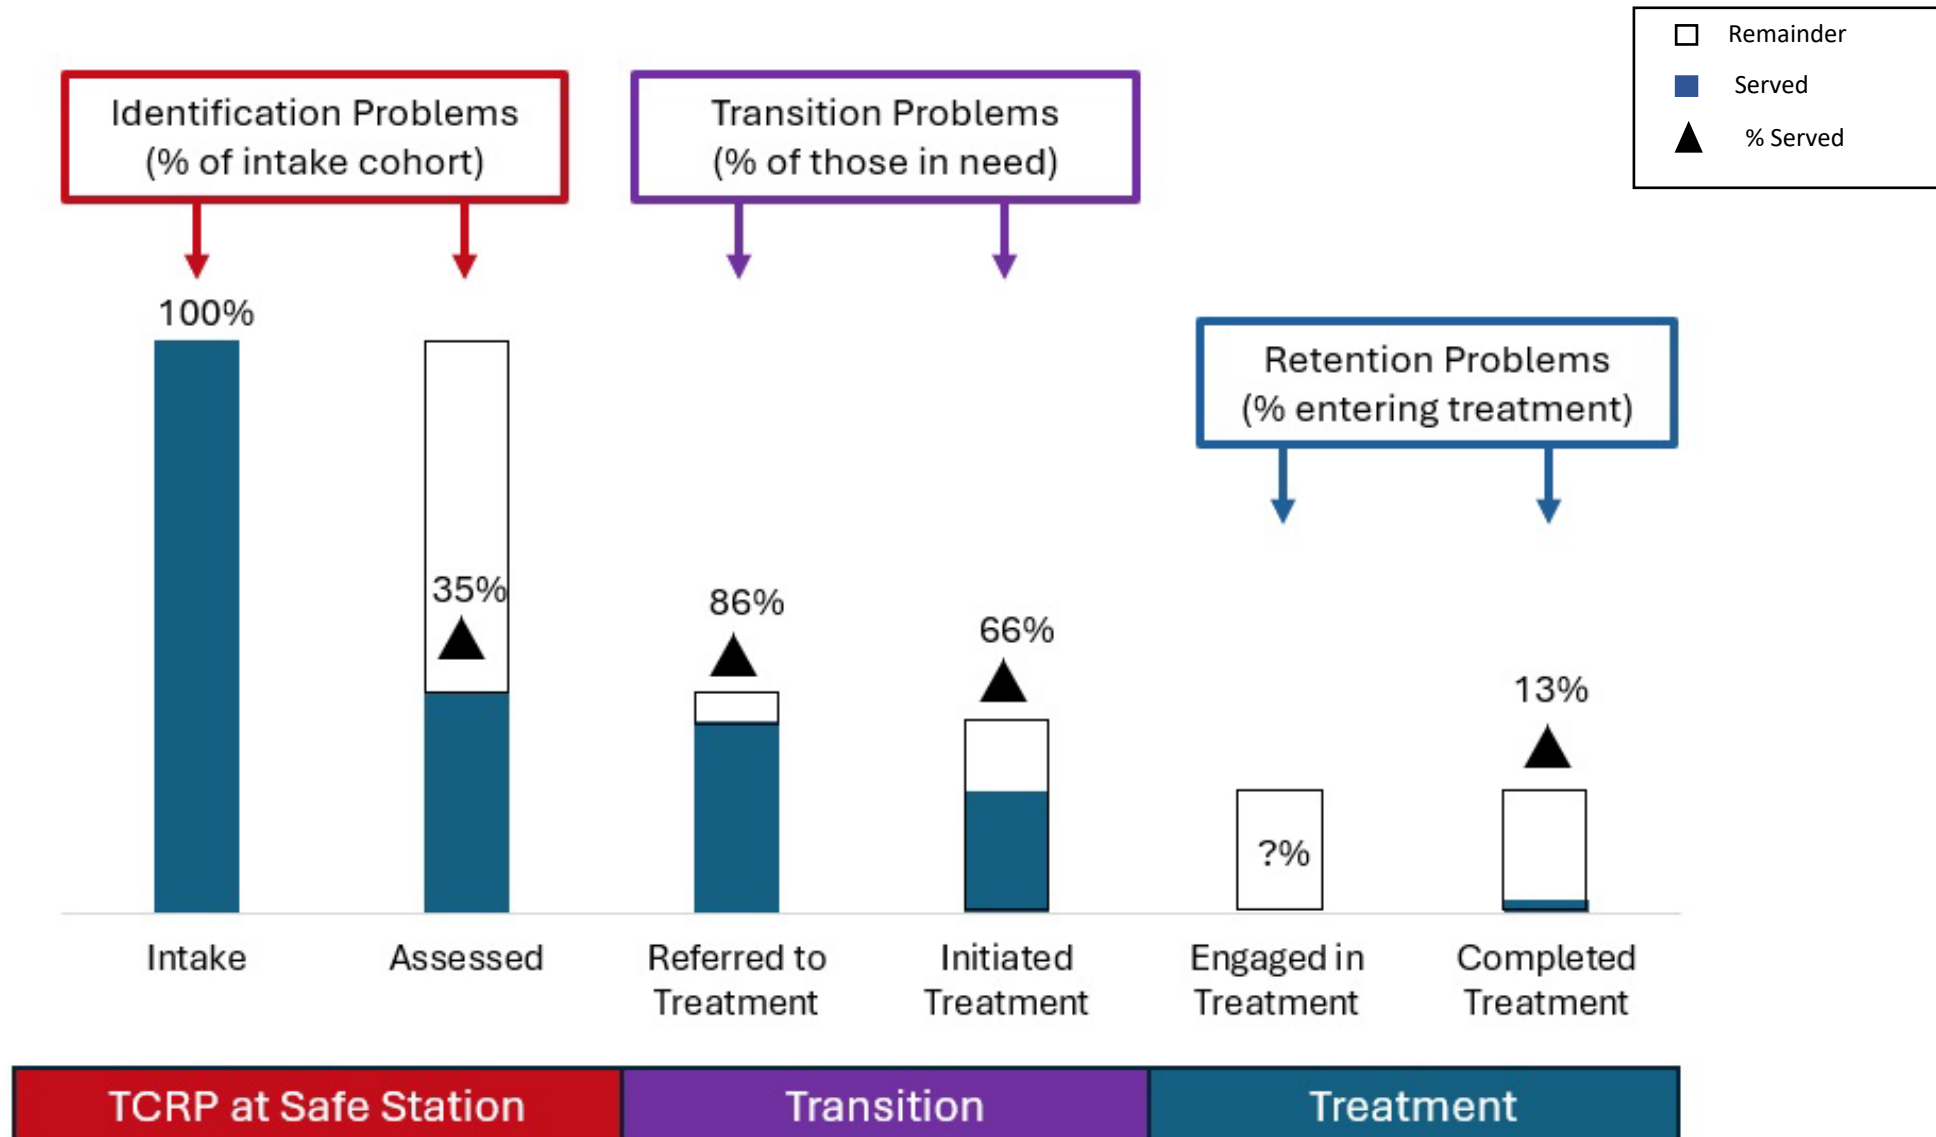 Remainder
Served
% Served
Identification Problems
(% of intake cohort)
Transition Problems
(% of those in need)
Retention Problems
(% entering treatment)
100%
35%
86%
66%
?%
13%
Intake
Assessed
Referred to
Treatment
Initiated
Treatment
Engaged in
Treatment
Completed
Treatment
TCRP at Safe Station
Transition
Treatment